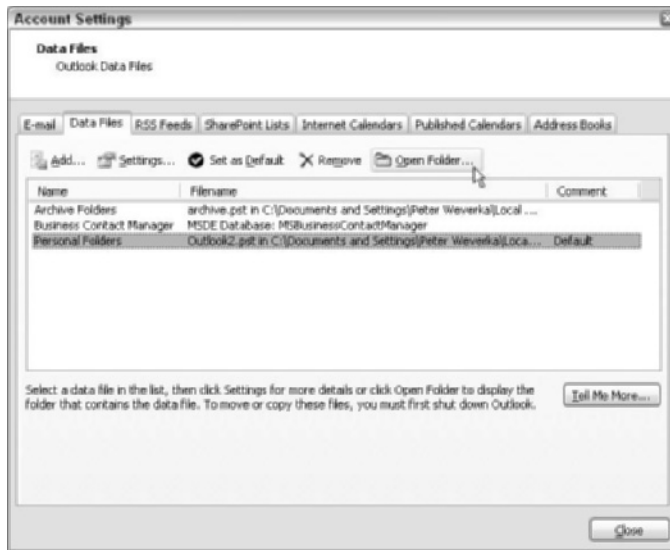 Account Settings
Data Files
Outlook Data Files
E-mail Data Files RSS Feeds SharePoint Lists Internet Calendars Published Calendars Address Books
Add... Settings... Set as Default Remove Open Folder...
Name Filename Comment
Archive Folders archive.pst in C:\Documents and Settings\Peter Weverka\Local ...
Business Contact Manager MSDE Database: MSBusinessContactManager
Personal Folders Outlook2.pst in C:\Documents and Settings\Peter Weverka\Loca... Default
Select a data file in the list, then click Settings for more details or click Open Folder to display the
folder that contains the data file. To move or copy these files, you must first shut down Outlook.
Tell Me More...
Close